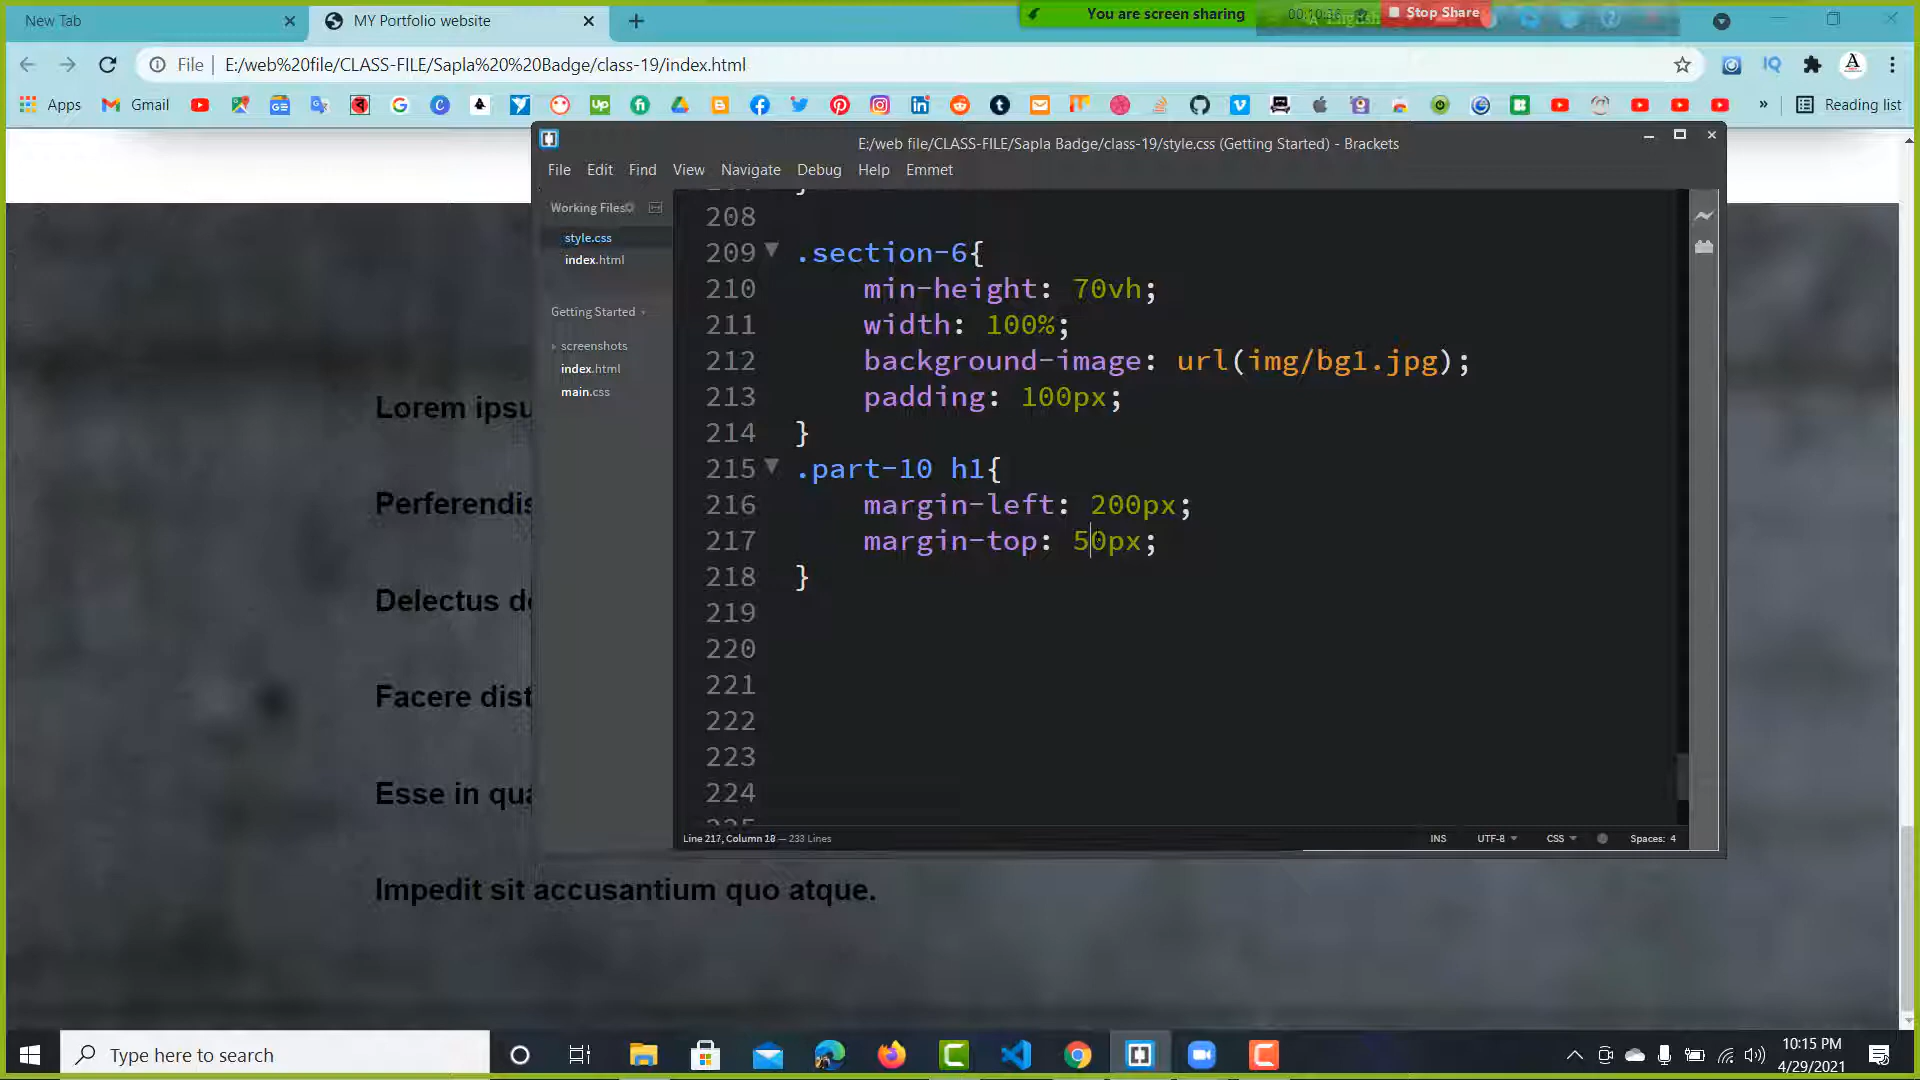 New Tab
MY Portfolio website
You are screen sharing
Stop Share
File
E:/web%20file/CLASS-FILE/Sapla%20%20Badge/class-19/index.html
Apps
Gmail
Reading list
E:/web file/CLASS-FILE/Sapla Badge/class-19/style.css (Getting Started) - Brackets
File Edit Find View Navigate Debug Help Emmet
Working Files
style.css
index.html
Getting Started
screenshots
index.html
main.css
208
209 .section-6{
210 min-height: 70vh;
211 width: 100%;
212 background-image: url(img/bg1.jpg);
213 padding: 100px;
214 }
215 .part-10 h1{
216 margin-left: 200px;
217 margin-top: 50px;
218 }
219
220
221
222
223
224
Line 217, Column 18 — 233 Lines
INS UTF-8 CSS Spaces: 4
Lorem ipsu
Perferendis
Delectus de
Facere dist
Esse in qua
Impedit sit accusantium quo atque.
Type here to search
10:15 PM
4/29/2021